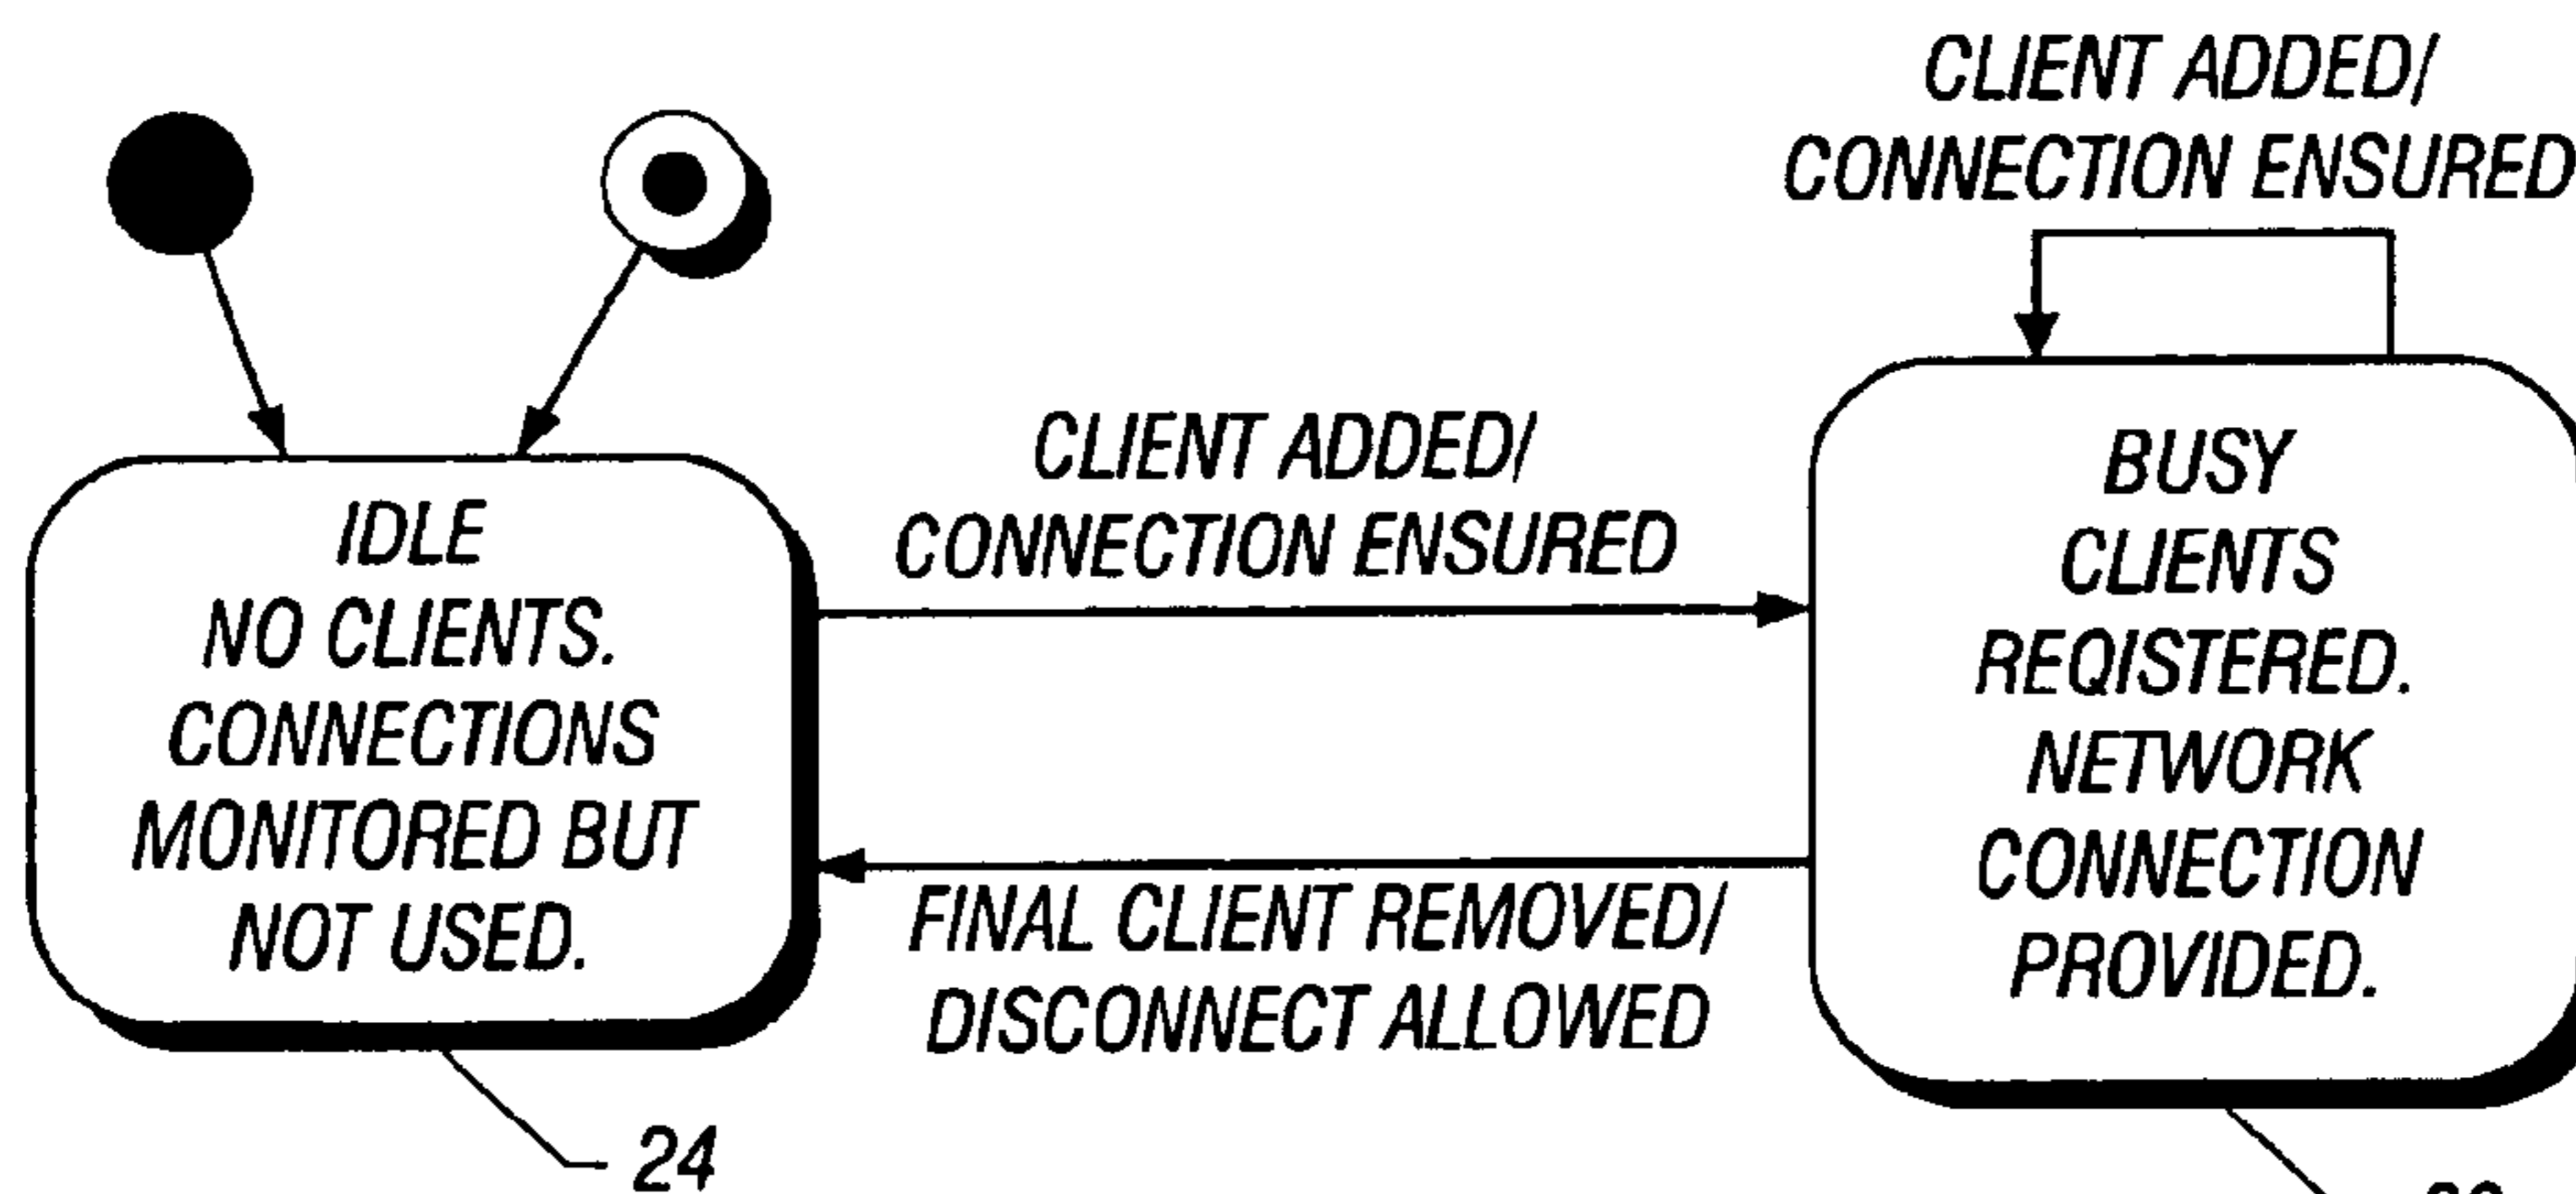 CLIENT ADDED/
CONNECTION ENSURED
IDLE
NO CLIENTS.
CONNECTIONS
MONITORED BUT
NOT USED.
CLIENT ADDED/
CONNECTION ENSURED
FINAL CLIENT REMOVED/
DISCONNECT ALLOWED
BUSY
CLIENTS
REQISTERED.
NETWORK
CONNECTION
PROVIDED.
24